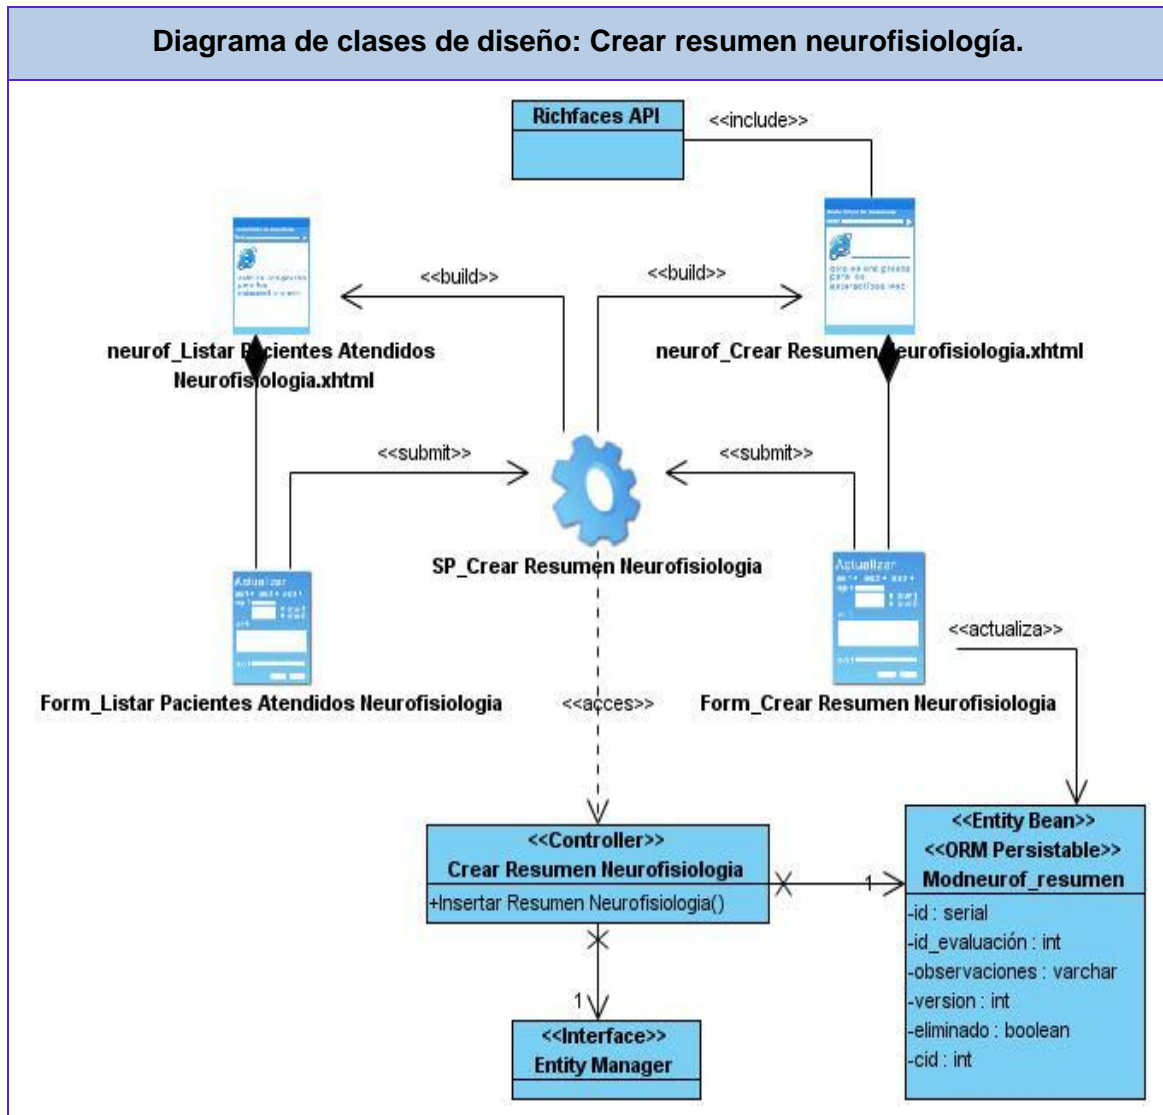 Diagrama de clases de diseño: Crear resumen neurofisiología.
Richfaces API
<<include>>
<<build>>
<<build>>
neurof_Listar Pacientes Atendidos
Neurofisiologia.xhtml
neurof_Crear Resumen Neurofisiologia.xhtml
<<submit>>
<<submit>>
SP_Crear Resumen Neurofisiologia
Actualizar
Actualizar
<<actualiza>>
Form_Listar Pacientes Atendidos Neurofisiologia
<<acces>>
Form_Crear Resumen Neurofisiologia
<<Controller>>
Crear Resumen Neurofisiologia
+Insertar Resumen Neurofisiologia()
1
<<Entity Bean>>
<<ORM Persistable>>
Modneurof_resumen
-id : serial
-id_evaluación : int
-observaciones : varchar
-version : int
-eliminado : boolean
-cid : int
1
<<Interface>>
Entity Manager